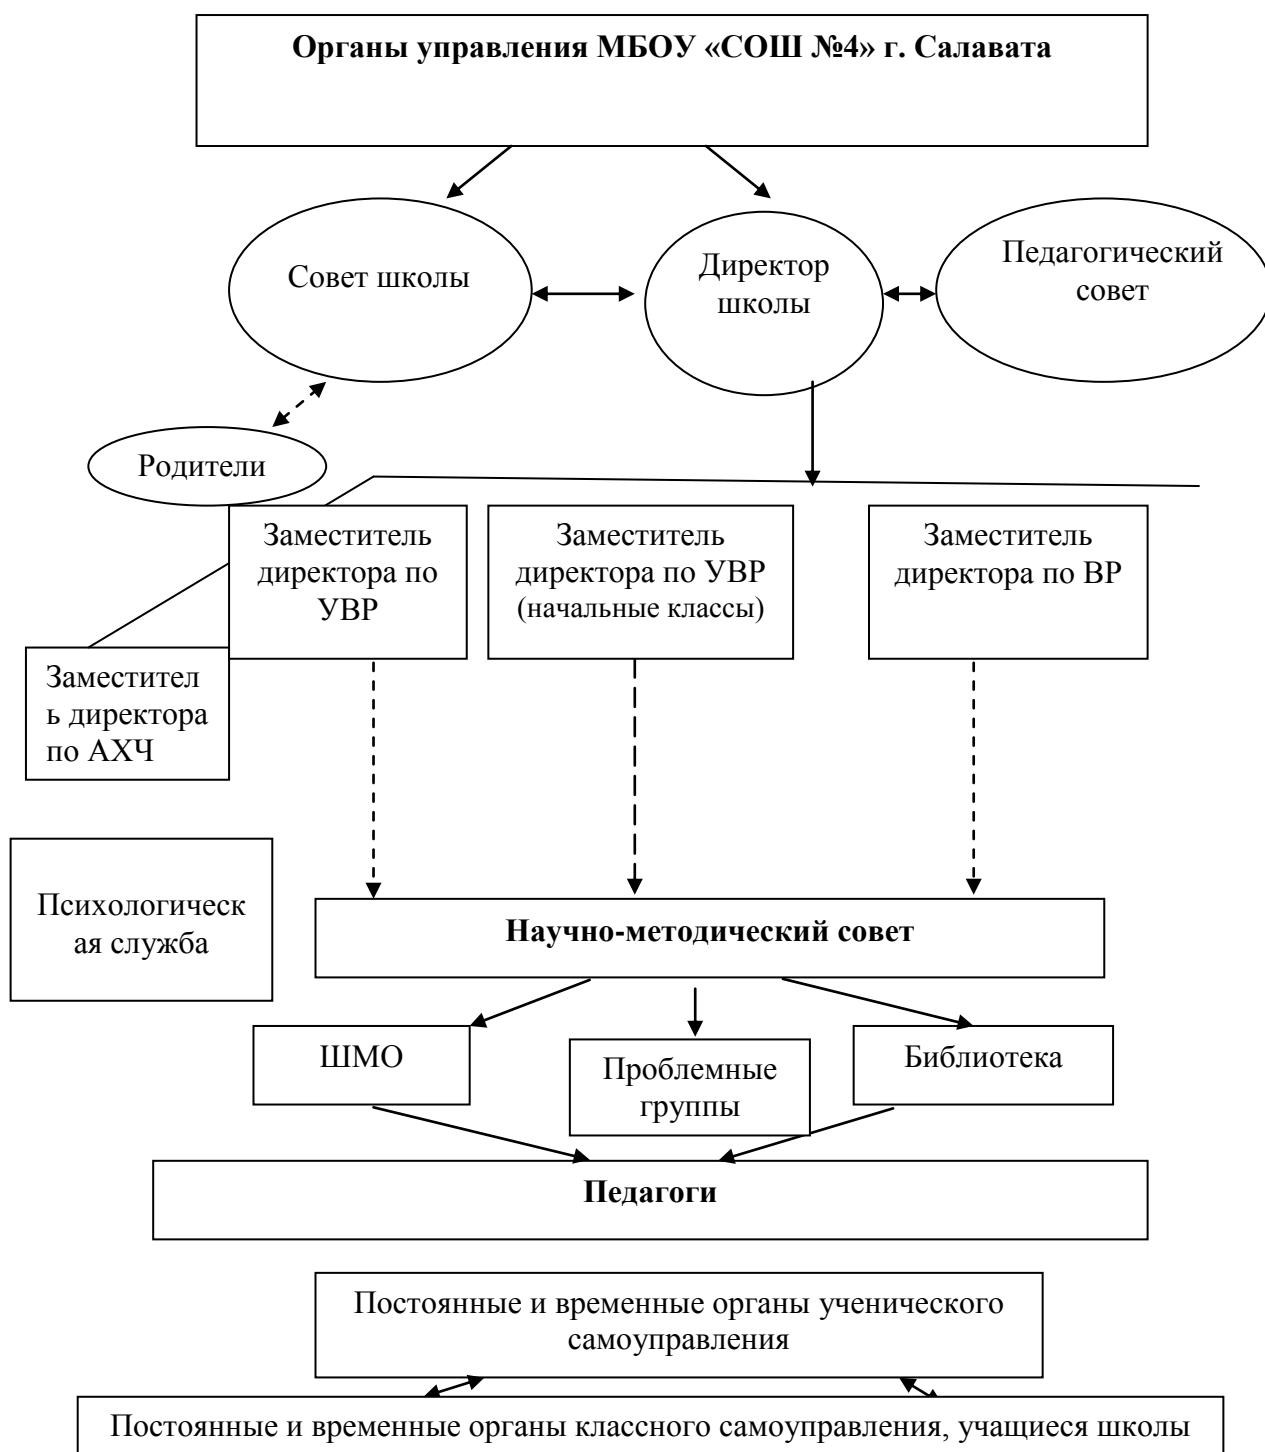 Органы управления МБОУ «СОШ №4» г. Салавата
Совет школы
Директор
школы
Педагогический
совет
Родители
Заместитель
директора по
УВР
Заместитель
директора по УВР
(начальные классы)
Заместитель
директора по ВР
Заместител
ь директора
по АХЧ
Психологическ
ая служба
Научно-методический совет
ШМО
Проблемные
группы
Библиотека
Педагоги
Постоянные и временные органы ученического
самоуправления
Постоянные и временные органы классного самоуправления, учащиеся школы